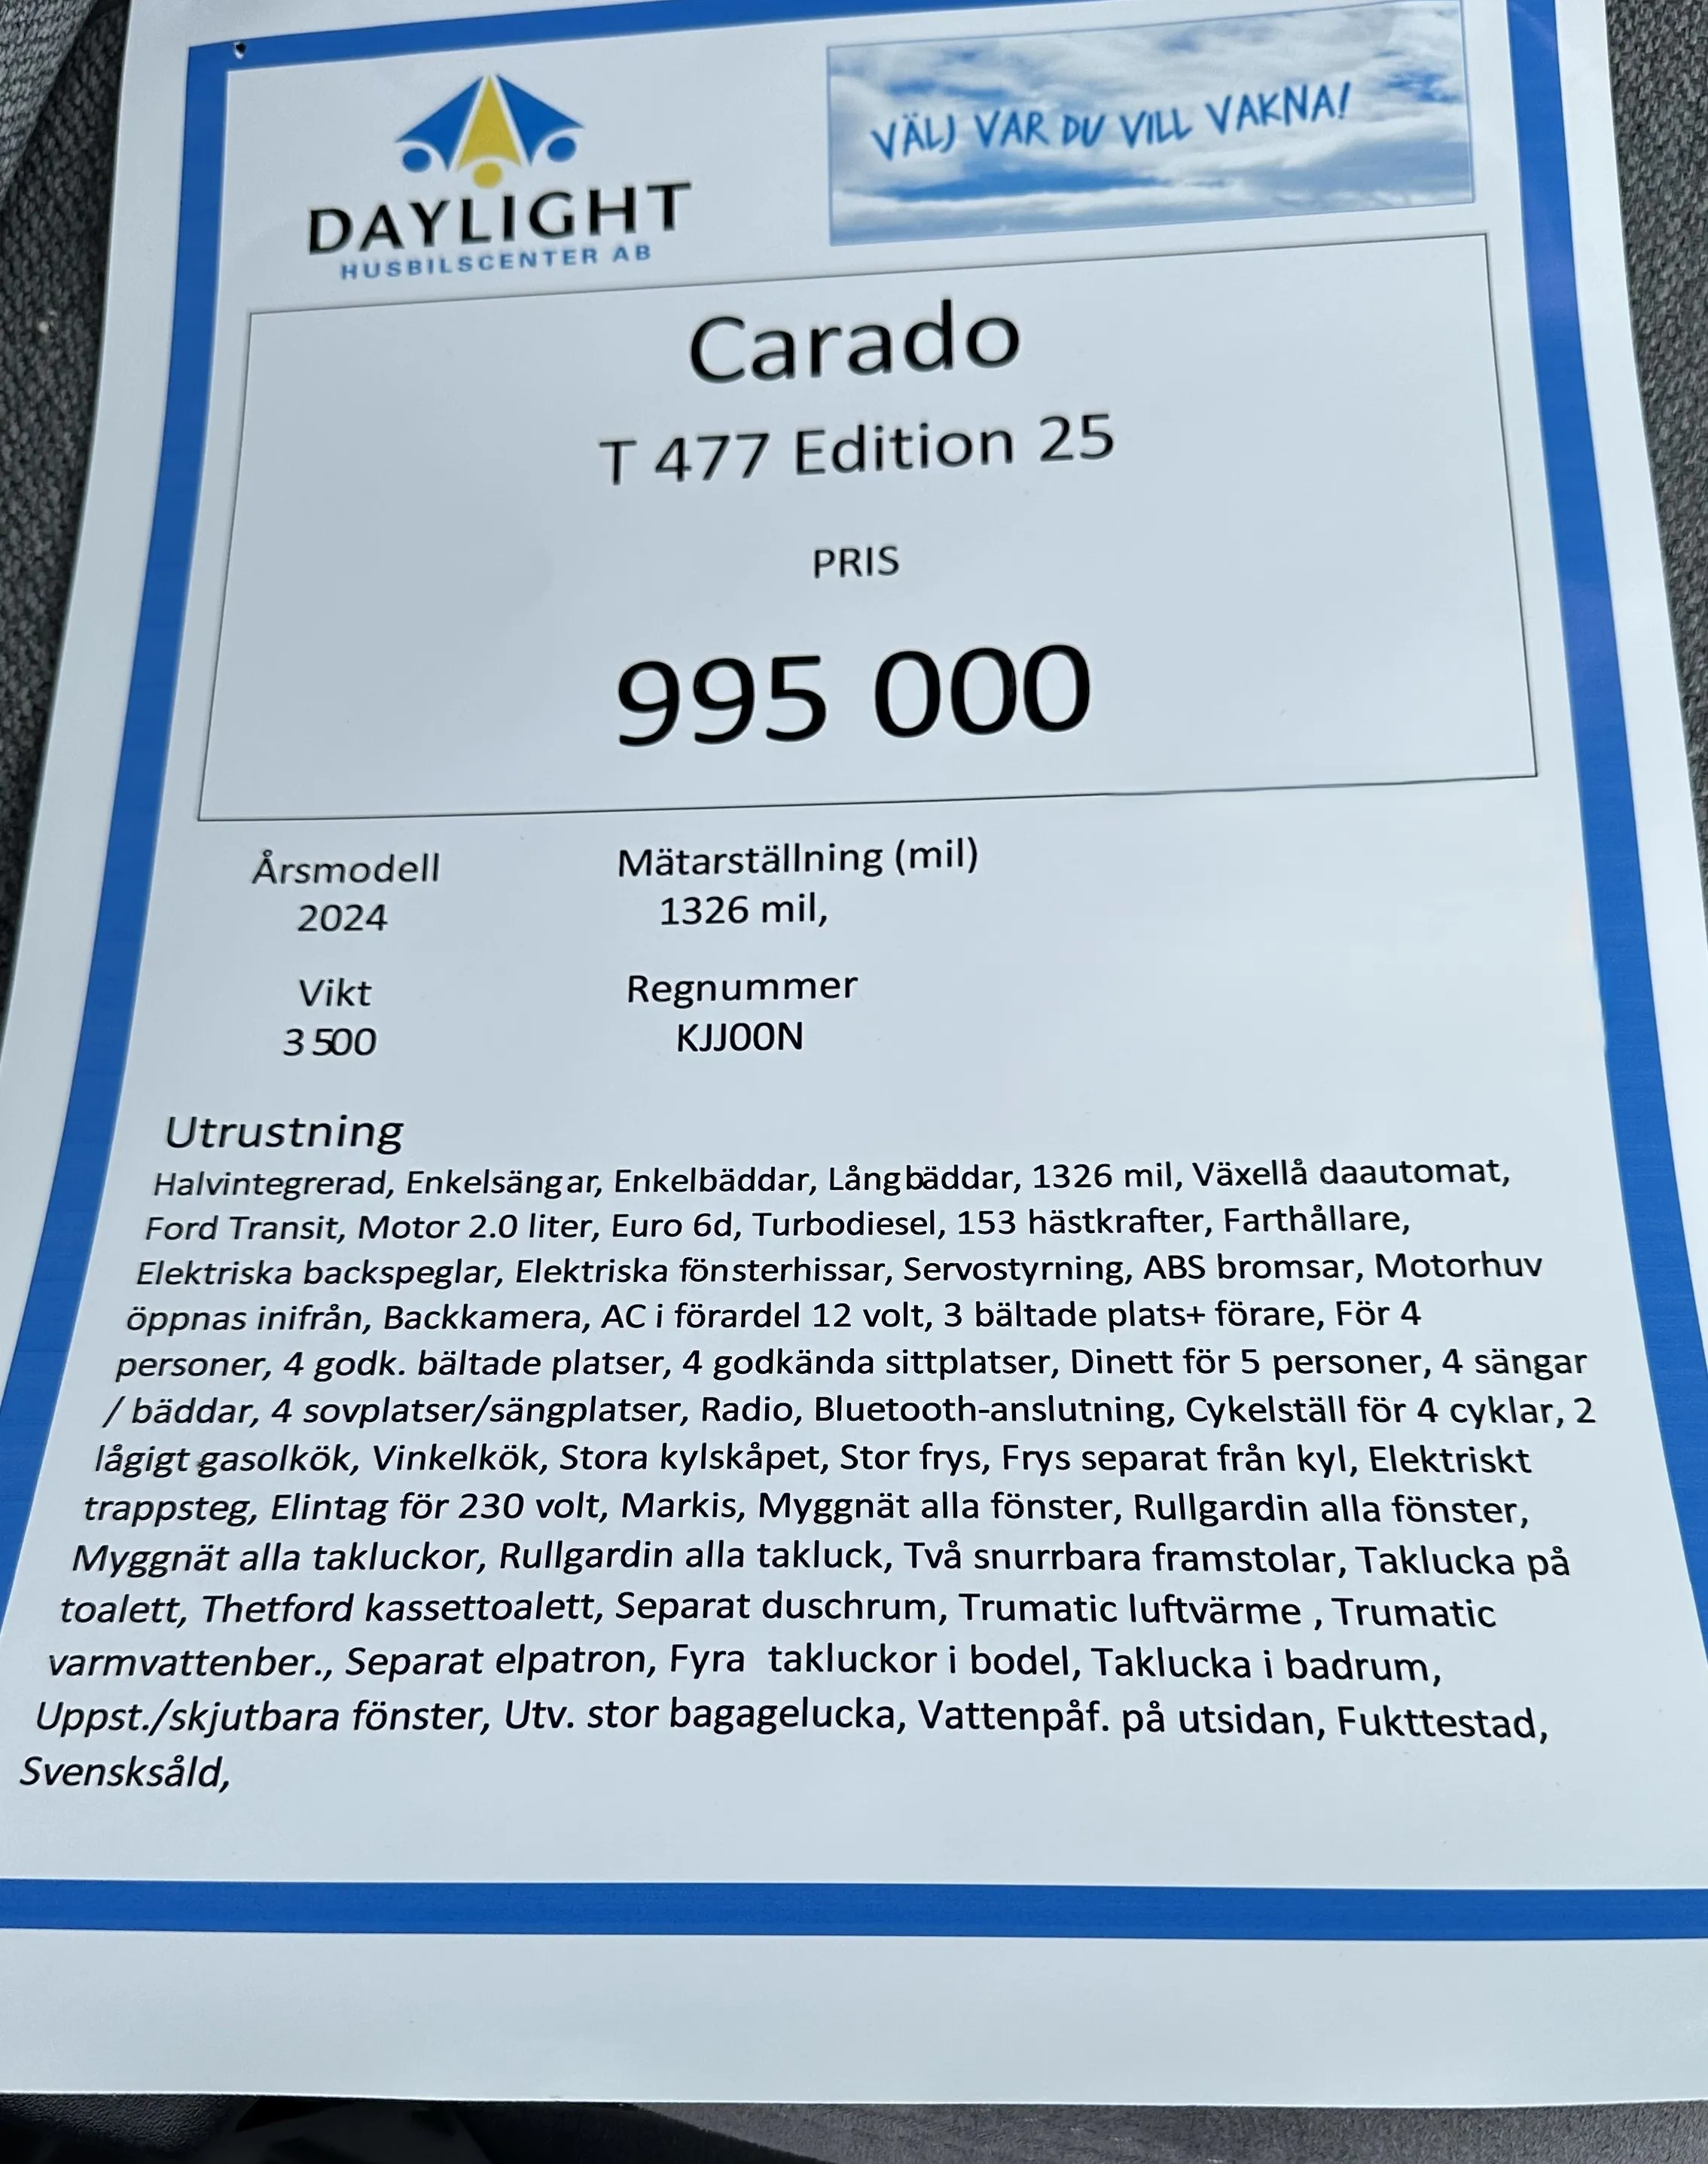 DAYLIGHT
HUSBILSCENTER AB
VÄLJ VAR DU VILL VAKNA!
Carado
T 477 Edition 25
PRIS
995 000
Årsmodell
2024
Mätarställning (mil)
1326 mil,
Vikt
3 500
Regnummer
KJJ00N
Utrustning
Halvintegrerad, Enkelsängar, Enkelbäddar, Långbäddar, 1326 mil, Växellå daautomat,
Ford Transit, Motor 2.0 liter, Euro 6d, Turbodiesel, 153 hästkrafter, Farthållare,
Elektriska backspeglar, Elektriska fönsterhissar, Servostyrning, ABS bromsar, Motorhuv
öppnas inifrån, Backkamera, AC i förardel 12 volt, 3 bältade plats+ förare, För 4
personer, 4 godk. bältade platser, 4 godkända sittplatser, Dinett för 5 personer, 4 sängar
/ bäddar, 4 sovplatser/sängplatser, Radio, Bluetooth-anslutning, Cykelställ för 4 cyklar, 2
lågigt gasolkök, Vinkelkök, Stora kylskåpet, Stor frys, Frys separat från kyl, Elektriskt
trappsteg, Elintag för 230 volt, Markis, Myggnät alla fönster, Rullgardin alla fönster,
Myggnät alla takluckor, Rullgardin alla takluck, Två snurrbara framstolar, Taklucka på
toalett, Thetford kassettoalett, Separat duschrum, Trumatic luftvärme , Trumatic
varmvattenber., Separat elpatron, Fyra  takluckor i bodel, Taklucka i badrum,
Uppst./skjutbara fönster, Utv. stor bagagelucka, Vattenpåf. på utsidan, Fukttestad,
Svensksåld,